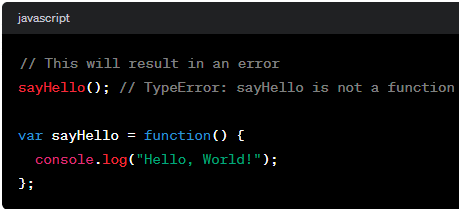 javascript
// This will result in an error
sayHello(); // TypeError: sayHello is not a function
var sayHello = function() {
  console.log("Hello, World!");
};